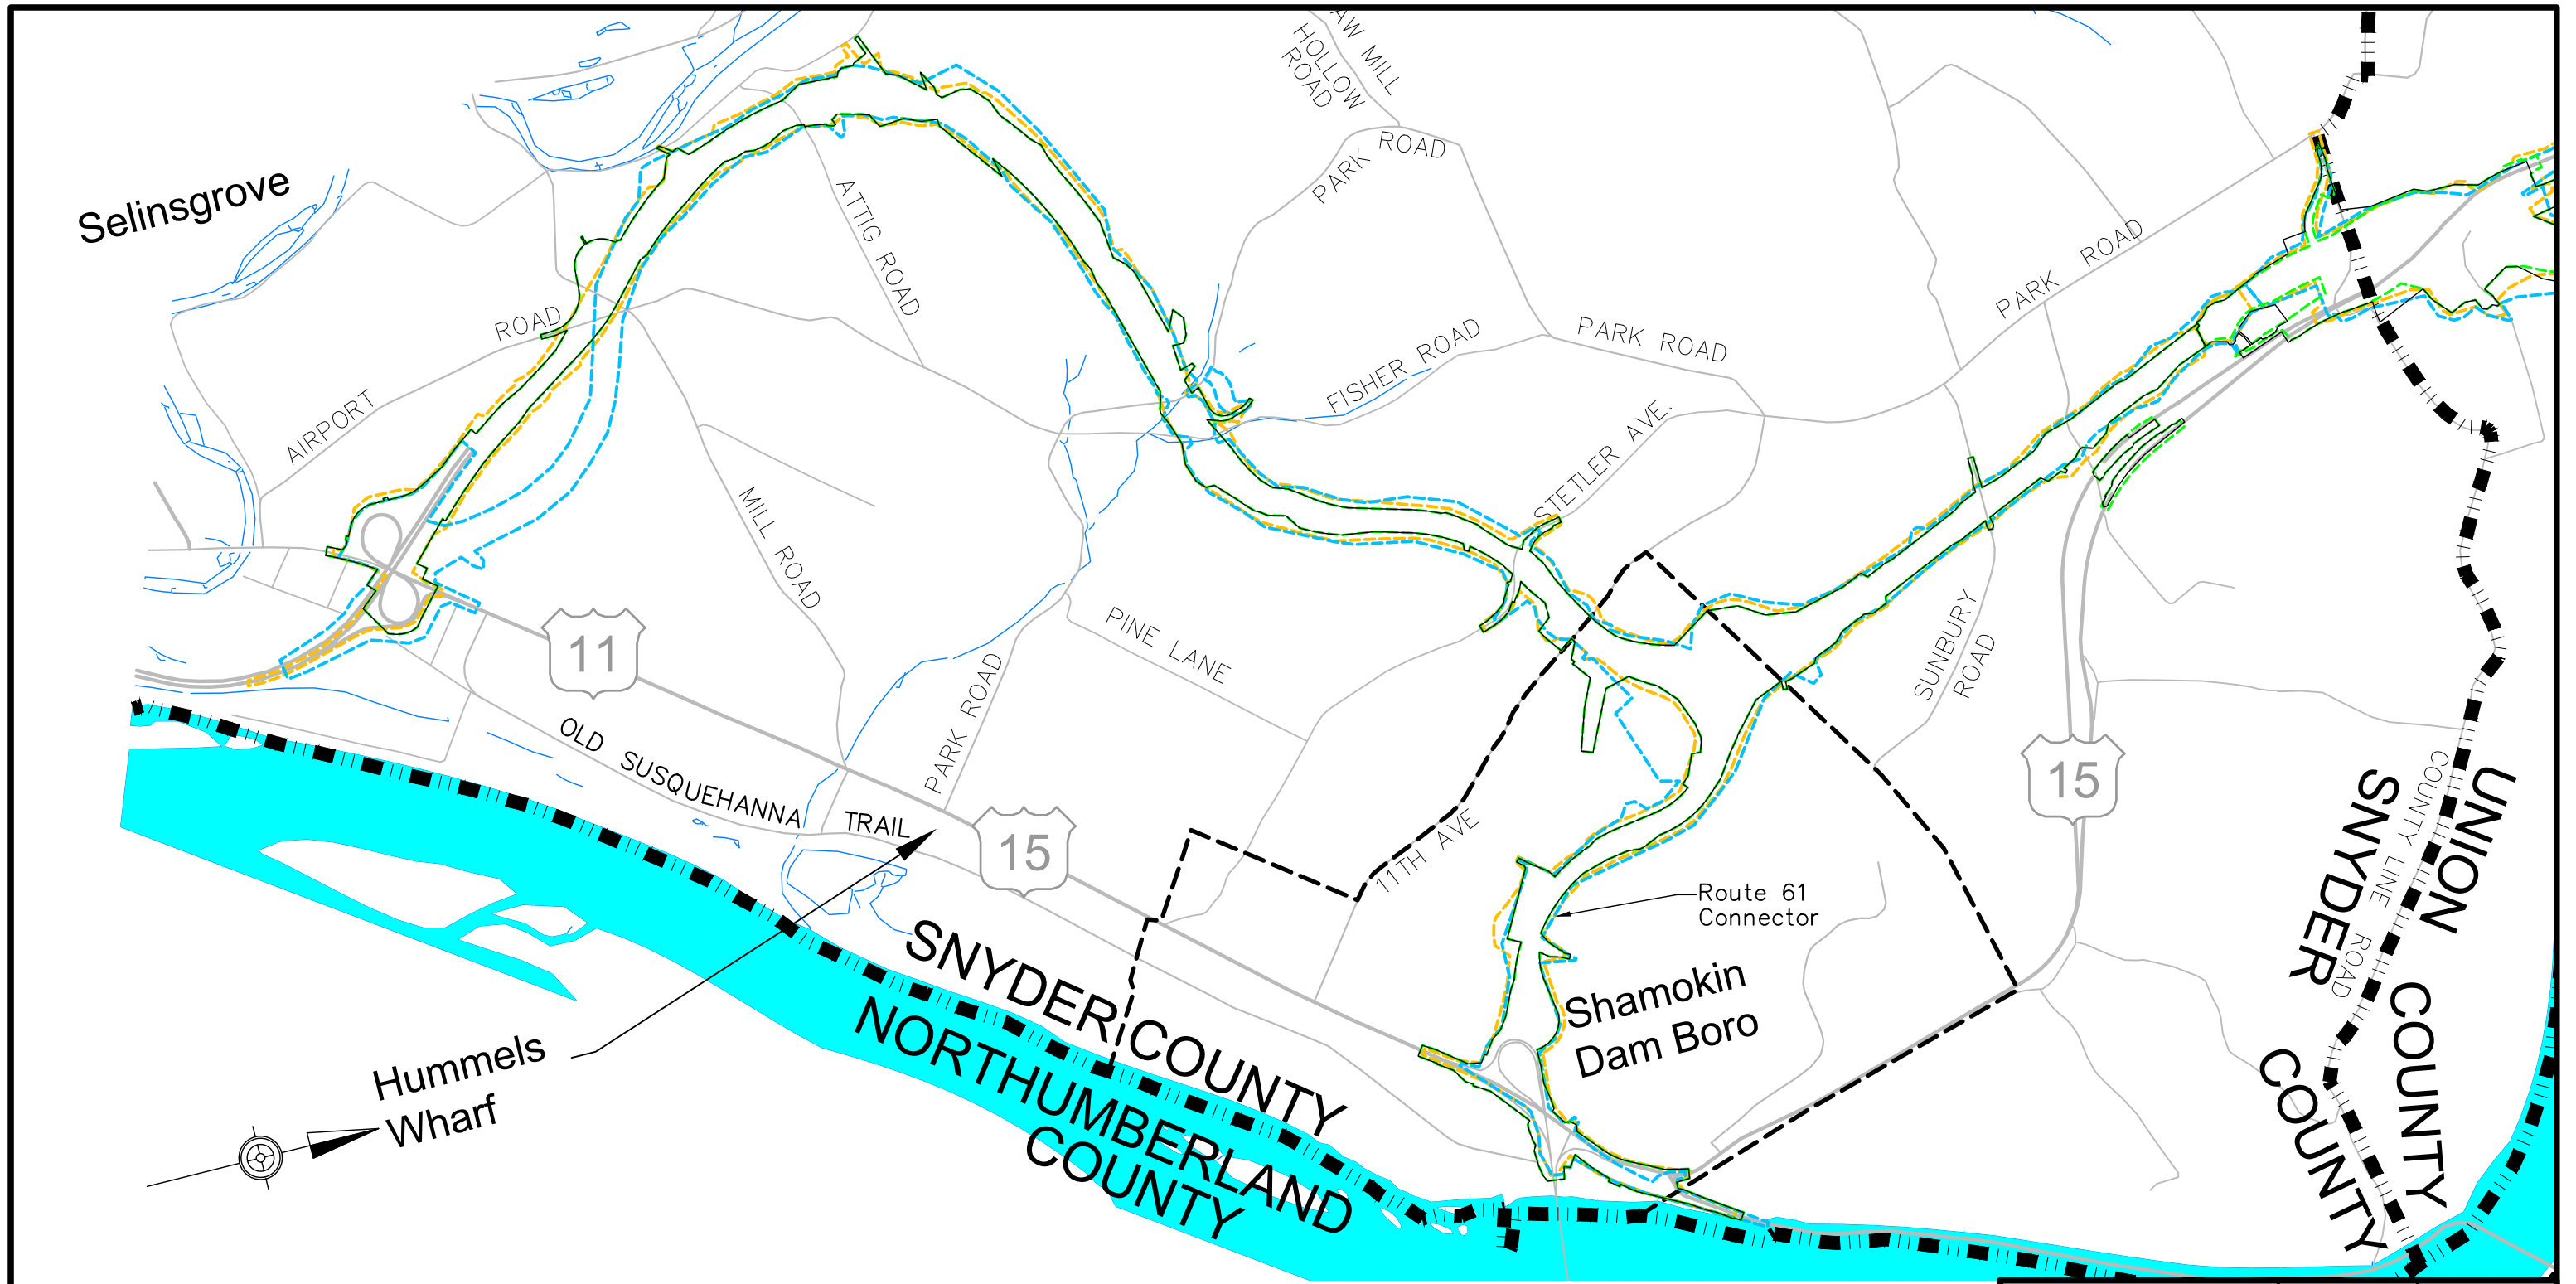 AW MILL
HOLLOW
ROAD
PARK ROAD
Selinsgrove
ATTIG ROAD
PARK ROAD
AIRPORT ROAD
FISHER ROAD
PARK ROAD
STETLER AVE.
MILL ROAD
11
PINE LANE
SUNBURY
ROAD
PARK ROAD
OLD SUSQUEHANNA TRAIL
15
15
11TH AVE
Route 61
Connector
UNION COUNTY
SNYDER COUNTY
COUNTY LINE ROAD
SNYDER COUNTY
NORTHUMBERLAND
COUNTY
Shamokin
Dam Boro
Hummels
Wharf